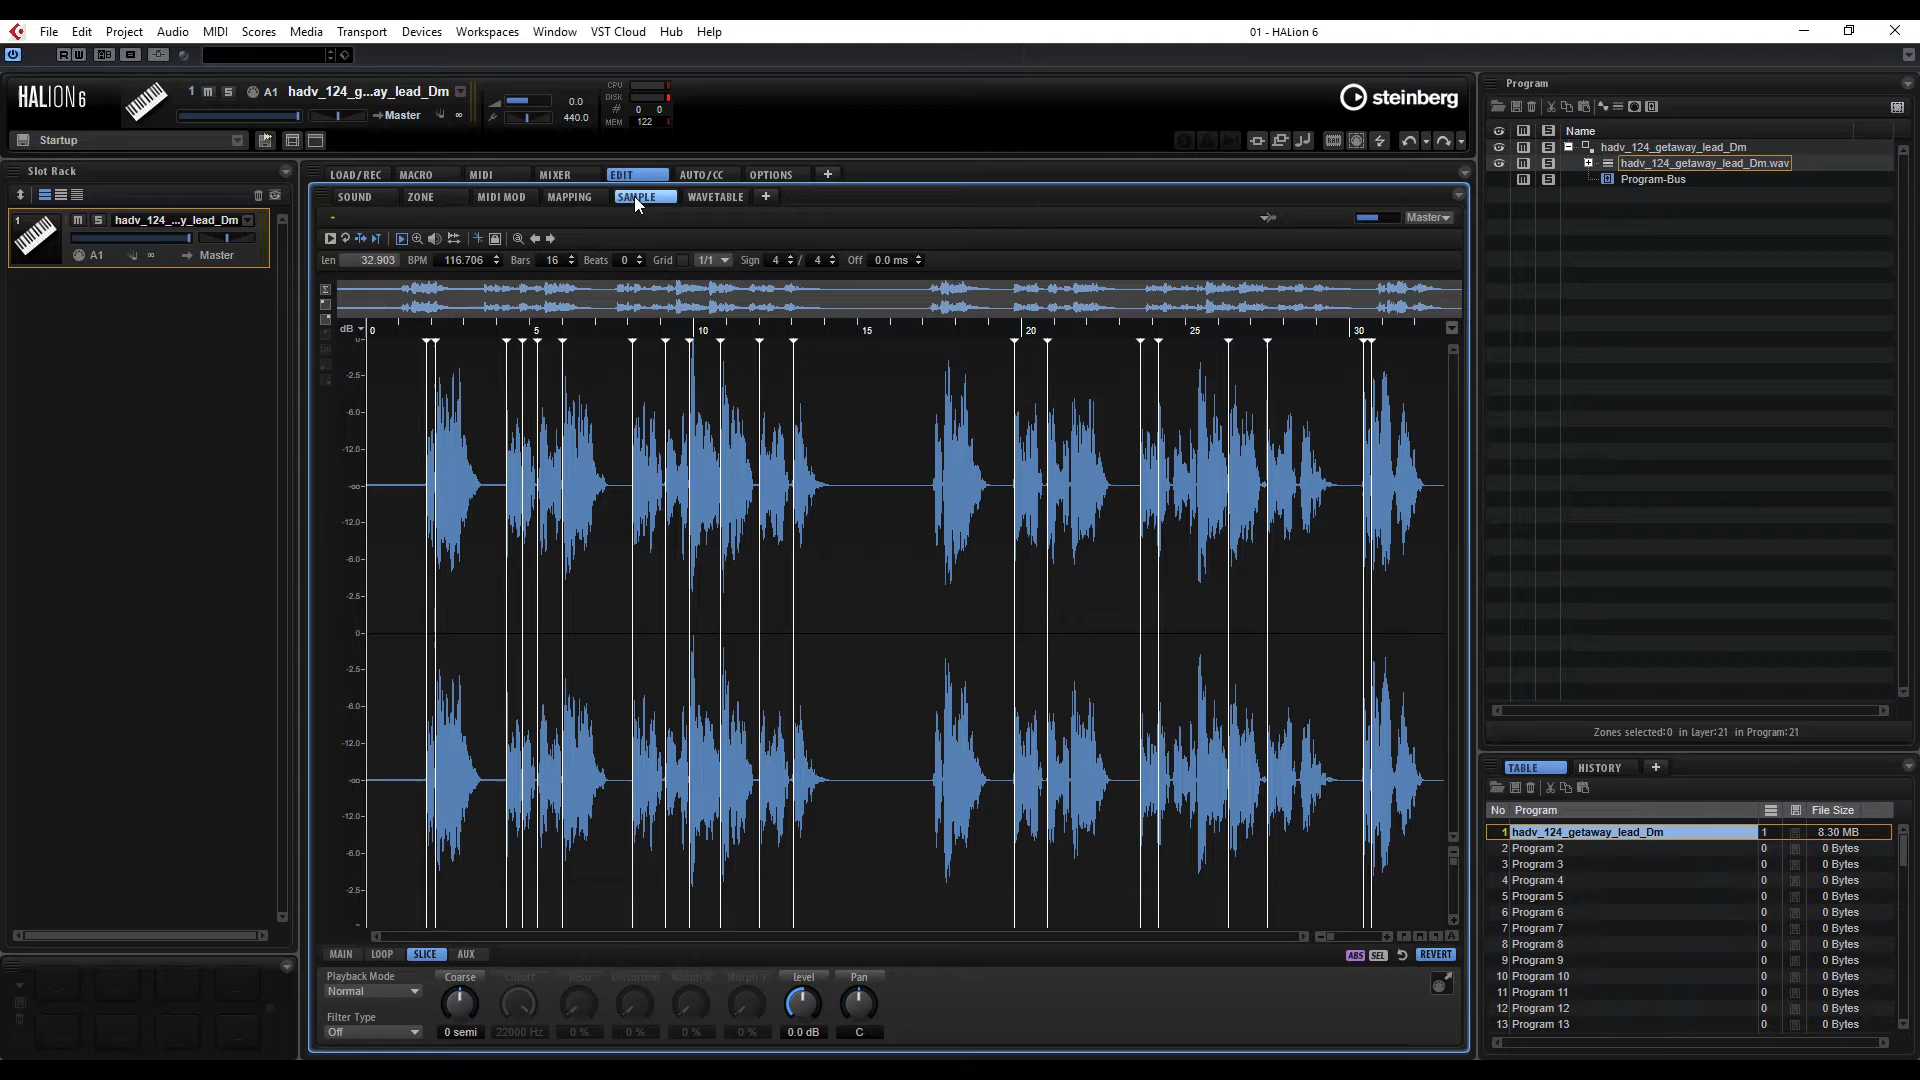 File Edit Project Audio MIDI Scores Media Transport Devices Workspaces Window VST Cloud Hub Help
01 - HALion 6
R W
HALION 6
1 M S A1 hadv_124_g...ay_lead_Dm
Master
0.0
440.0
CPU
DISK
# 0 0
MEM 122
steinberg
Startup
Slot Rack
1 M S hadv_124_...y_lead_Dm
A1 Master
LOAD/REC MACRO MIDI MIXER EDIT AUTO/CC OPTIONS +
SOUND ZONE MIDI MOD MAPPING SAMPLE WAVETABLE +
Master
Len 32.903 BPM 116.706 Bars 16 Beats 0 Grid 1/1 Sign 4 / 4 Off 0.0 ms
dB 0 5 10 15 20 25 30
0
-2.5
-6.0
-12.0
-∞
-12.0
-6.0
-2.5
0
-2.5
-6.0
-12.0
-∞
-12.0
-6.0
-2.5
MAIN LOOP SLICE AUX
ABS SEL REVERT
Playback Mode
Normal
Filter Type
Off
Coarse Cutoff Reso Distortion Morph X Morph Y level Pan
0 semi 22000 Hz 0 % 0 % 0 % 0 % 0.0 dB C
Program
M S Name
M S hadv_124_getaway_lead_Dm
M S hadv_124_getaway_lead_Dm.wav
M S Program-Bus
Zones selected:0 in Layer:21 in Program:21
TABLE HISTORY +
No Program File Size
1 hadv_124_getaway_lead_Dm 1 8.30 MB
2 Program 2 0 0 Bytes
3 Program 3 0 0 Bytes
4 Program 4 0 0 Bytes
5 Program 5 0 0 Bytes
6 Program 6 0 0 Bytes
7 Program 7 0 0 Bytes
8 Program 8 0 0 Bytes
9 Program 9 0 0 Bytes
10 Program 10 0 0 Bytes
11 Program 11 0 0 Bytes
12 Program 12 0 0 Bytes
13 Program 13 0 0 Bytes